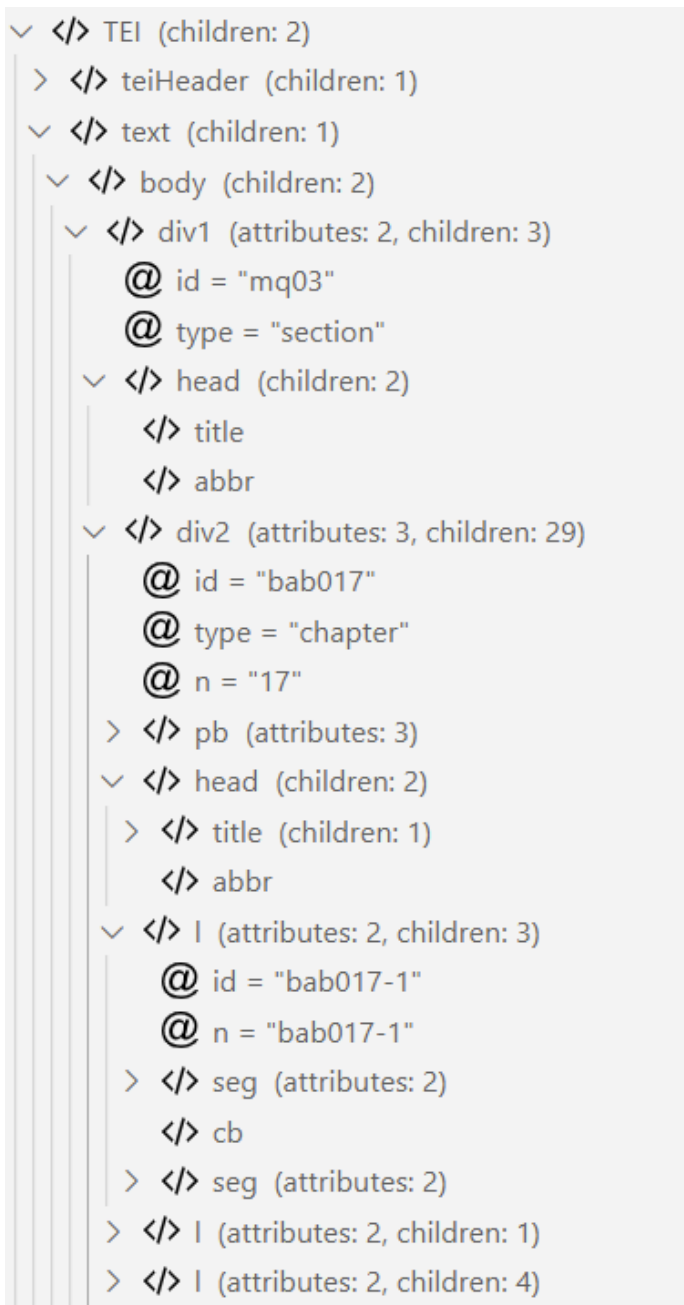 </> TEI (children: 2)
</> teiHeader (children: 1)
</> text (children: 1)
</> body (children: 2)
</> div1 (attributes: 2, children: 3)
@ id = "mq03"
@ type = "section"
</> head (children: 2)
</> title
</> abbr
</> div2 (attributes: 3, children: 29)
@ id = "bab017"
@ type = "chapter"
@ n = "17"
</> pb (attributes: 3)
</> head (children: 2)
</> title (children: 1)
</> abbr
</> l (attributes: 2, children: 3)
@ id = "bab017-1"
@ n = "bab017-1"
</> seg (attributes: 2)
</> cb
</> seg (attributes: 2)
</> l (attributes: 2, children: 1)
</> l (attributes: 2, children: 4)